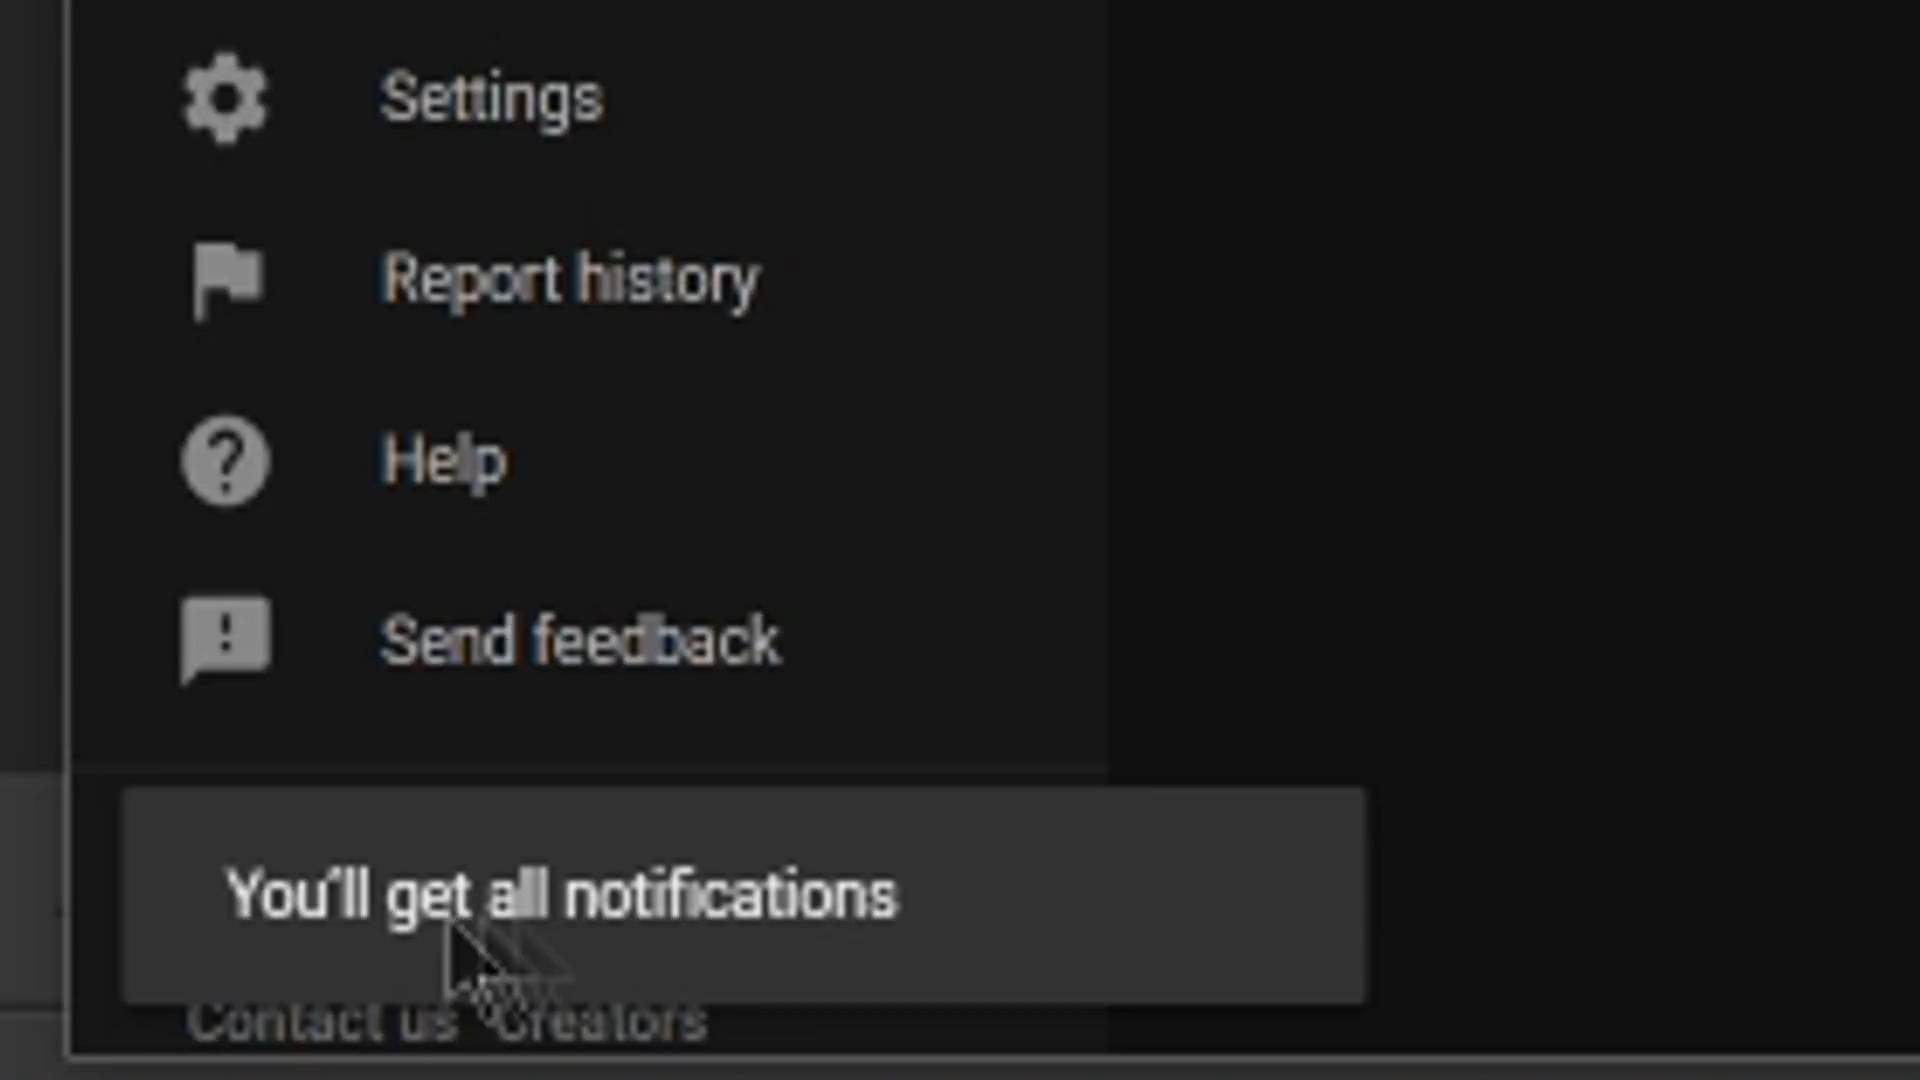 Settings
Report history
Help
Send feedback
You'll get all notifications
Contact us Creators